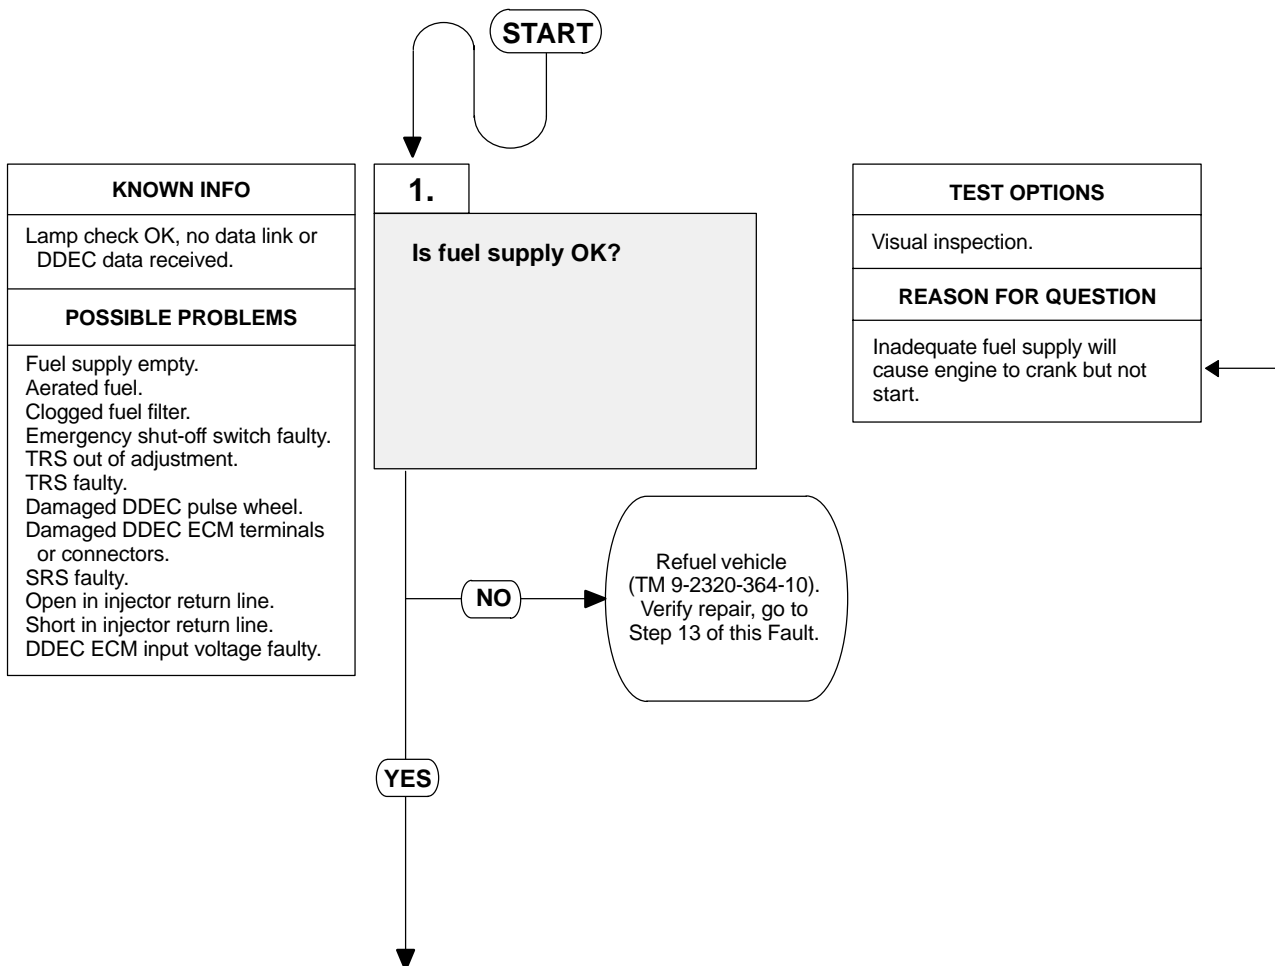 START
KNOWN INFO
Lamp check OK, no data link or
DDEC data received.
POSSIBLE PROBLEMS
Fuel supply empty.
Aerated fuel.
Clogged fuel filter.
Emergency shut-off switch faulty.
TRS out of adjustment.
TRS faulty.
Damaged DDEC pulse wheel.
Damaged DDEC ECM terminals
or connectors.
SRS faulty.
Open in injector return line.
Short in injector return line.
DDEC ECM input voltage faulty.
1.
Is fuel supply OK?
TEST OPTIONS
Visual inspection.
REASON FOR QUESTION
Inadequate fuel supply will
cause engine to crank but not
start.
NO
Refuel vehicle
(TM 9-2320-364-10).
Verify repair, go to
Step 13 of this Fault.
YES